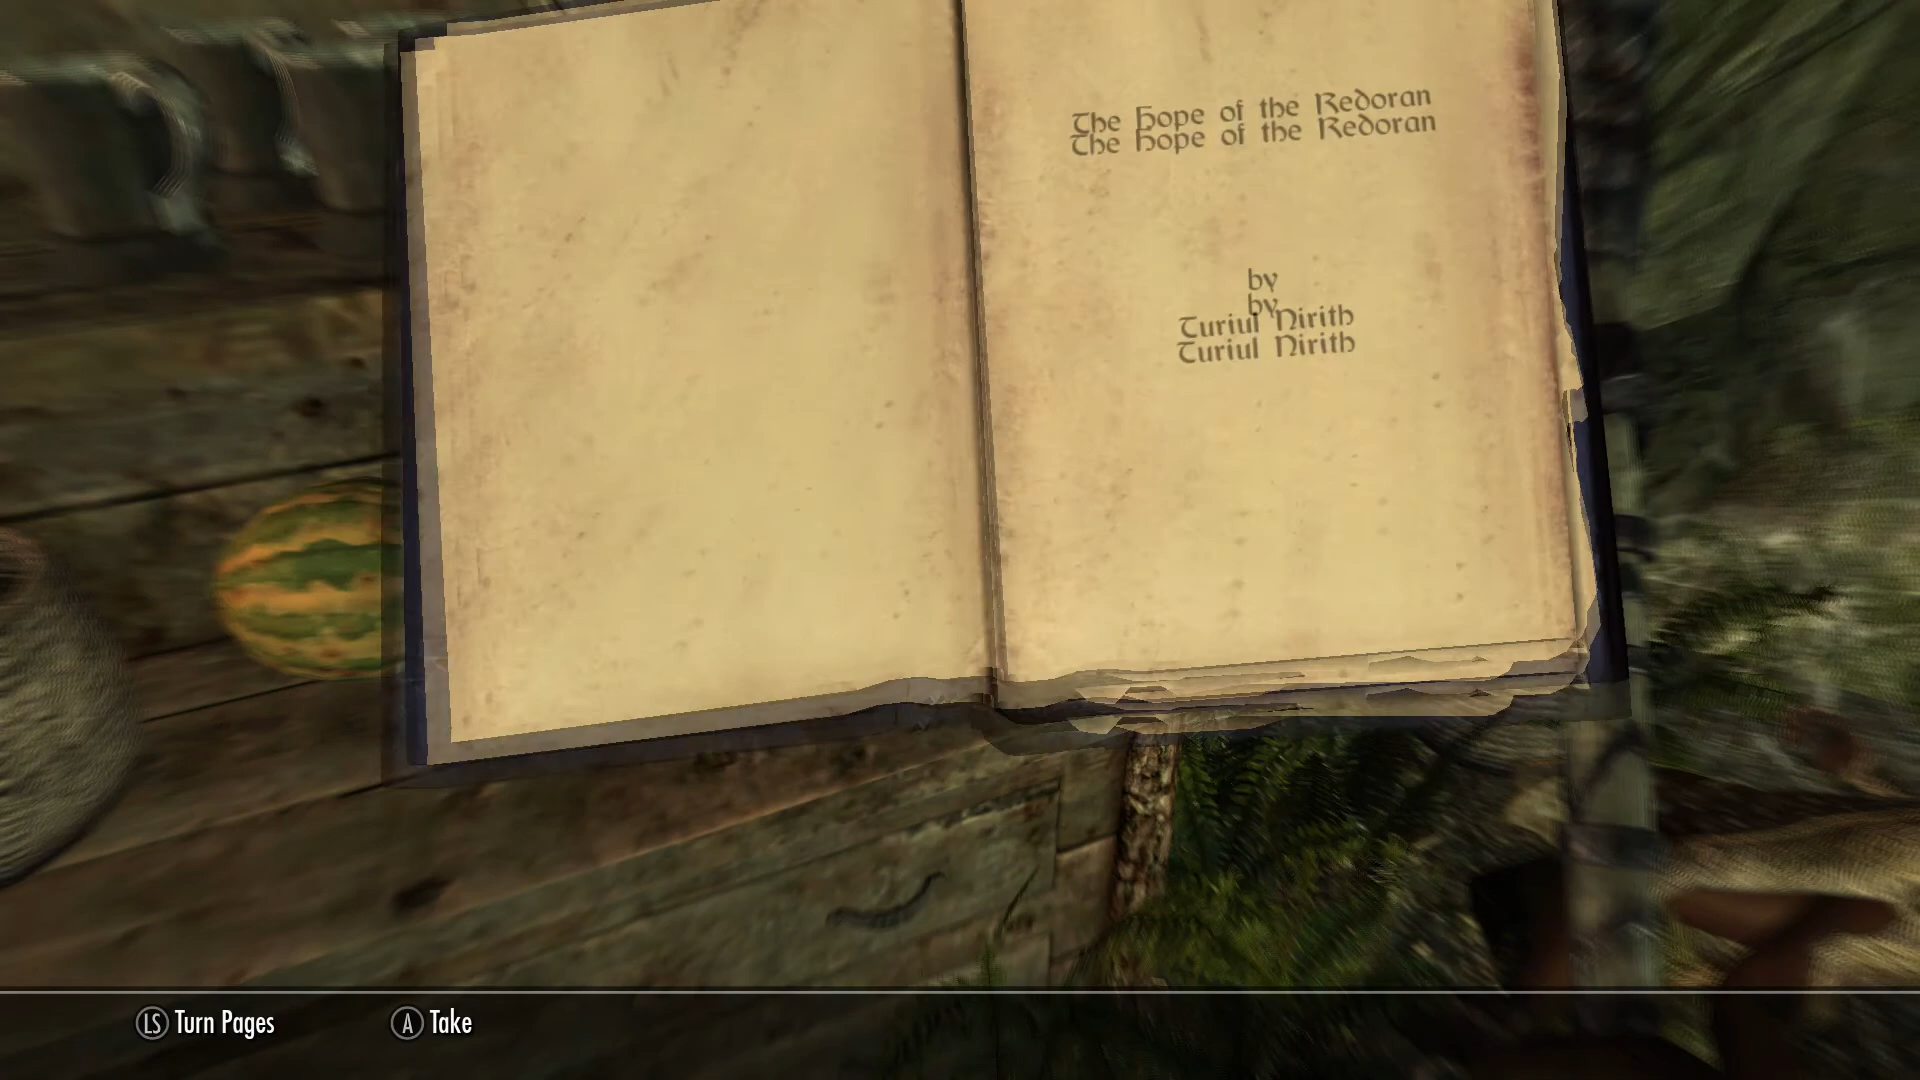 The Hope of the Redoran
The Hope of the Redoran
by
by
Turiul Nirith
Turiul Nirith
LS Turn Pages
A Take